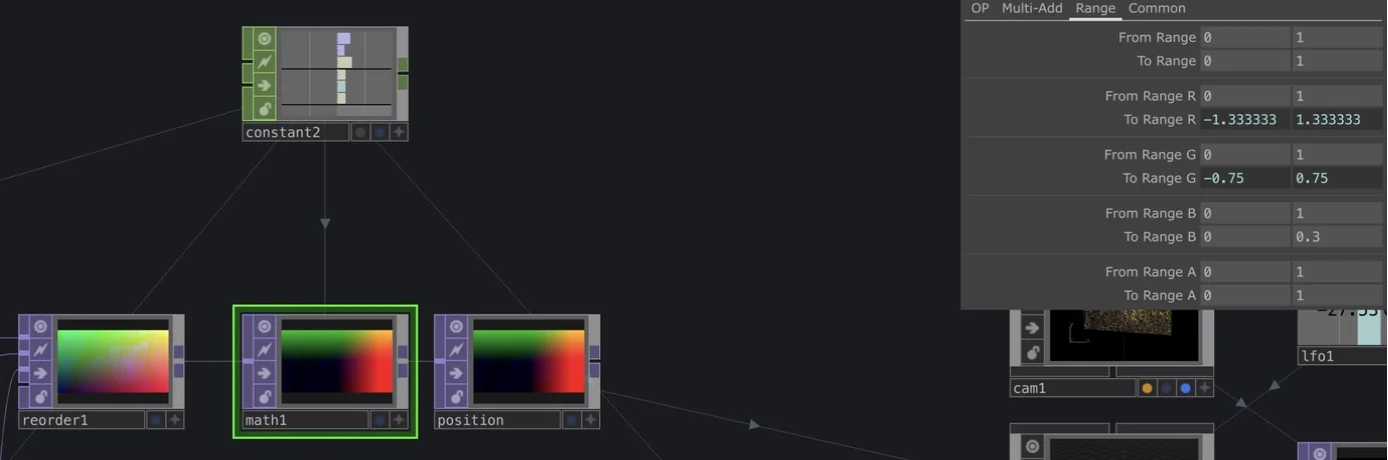 OP Multi-Add Range Common
From Range 0 1
To Range 0 1
From Range R 0 1
To Range R -1.333333 1.333333
From Range G 0 1
To Range G -0.75 0.75
From Range B 0 1
To Range B 0 0.3
From Range A 0 1
To Range A 0 1
constant2
lfo1
cam1
reorder1
math1
position